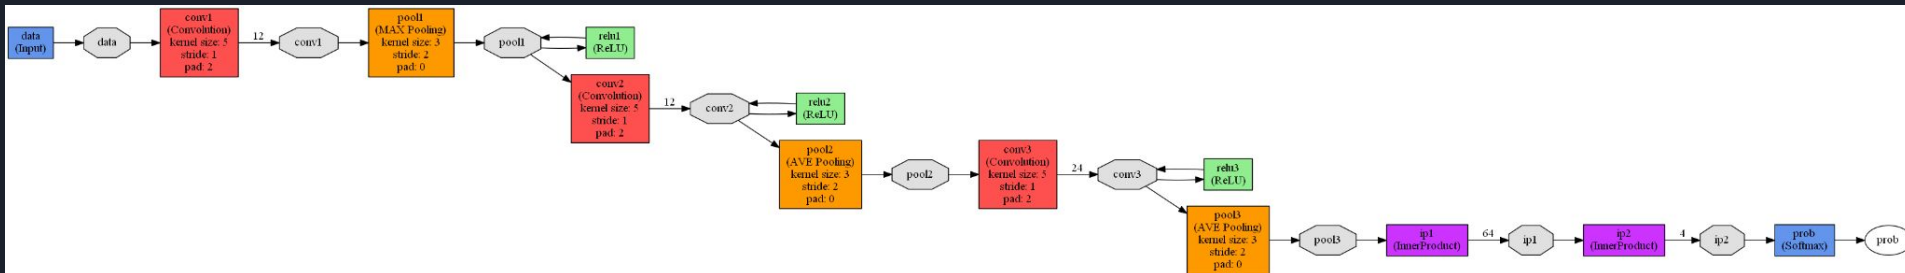 data
(Input)
data
conv1
(Convolution)
kernel size: 5
stride: 1
pad: 2
12
conv1
pool1
(MAX Pooling)
kernel size: 3
stride: 2
pad: 0
pool1
relu1
(ReLU)
conv2
(Convolution)
kernel size: 5
stride: 1
pad: 2
12
conv2
relu2
(ReLU)
pool2
(AVE Pooling)
kernel size: 3
stride: 2
pad: 0
pool2
conv3
(Convolution)
kernel size: 5
stride: 1
pad: 2
24
conv3
relu3
(ReLU)
pool3
(AVE Pooling)
kernel size: 3
stride: 2
pad: 0
pool3
ip1
(InnerProduct)
64
ip1
ip2
(InnerProduct)
4
ip2
prob
(Softmax)
prob